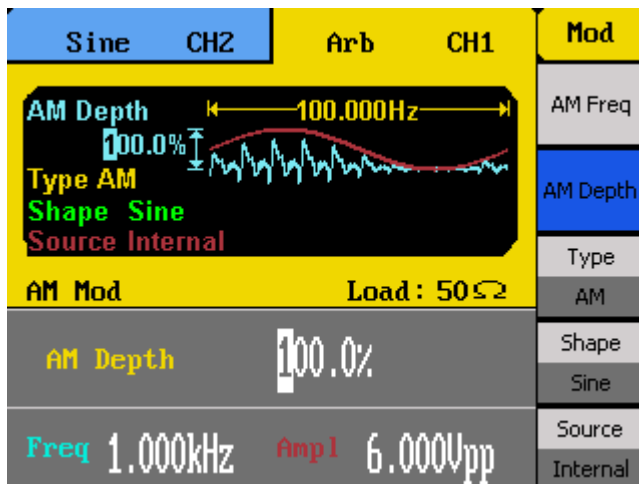 Sine CH2 Arb CH1 Mod
AM Depth 100.000Hz
100.0%
Type AM
Shape Sine
Source Internal
AM Mod Load: 50Ω
AM Depth 100.0%
Freq 1.000kHz Ampl 6.000Vpp
AM Freq
AM Depth
Type
AM
Shape
Sine
Source
Internal